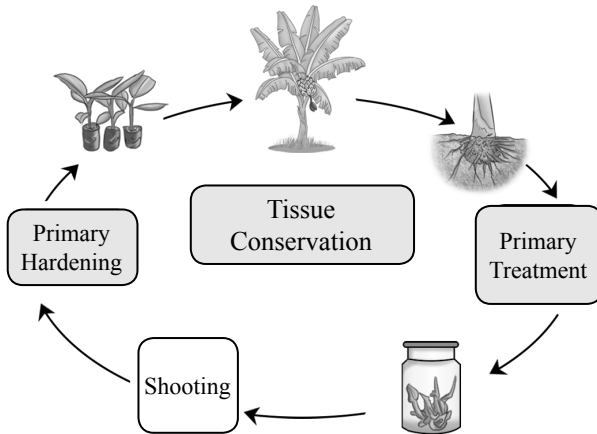 Tissue
Conservation
Primary
Hardening
Primary
Treatment
Shooting